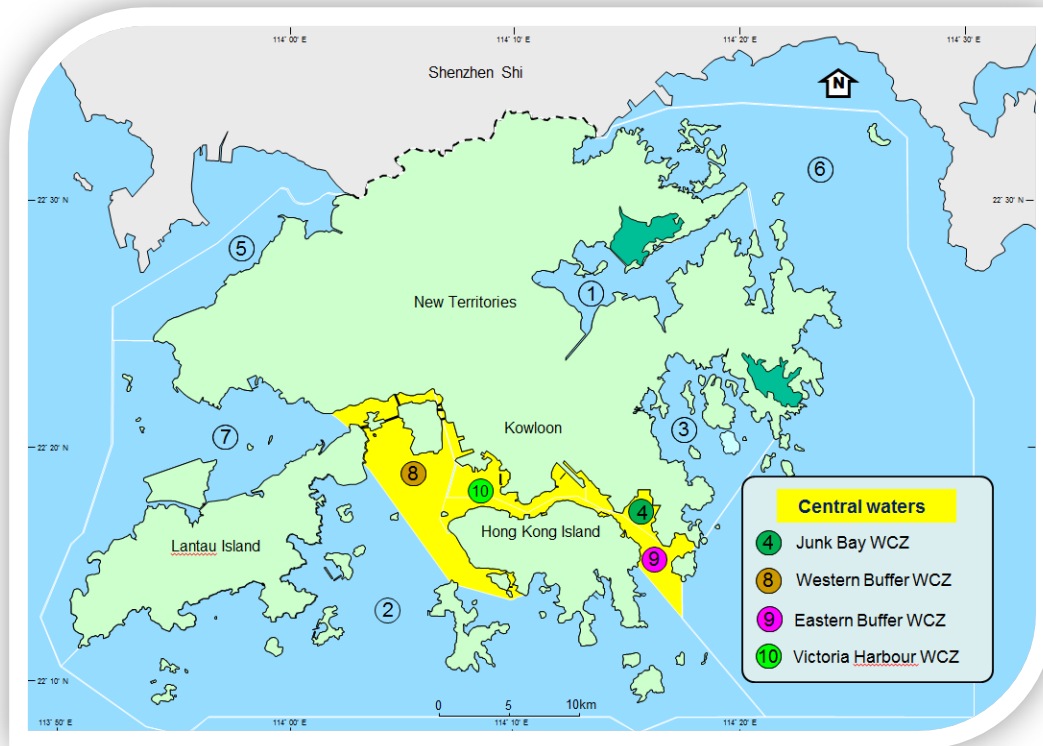 114° 00' E
114° 10' E
114° 20' E
114° 30' E
Shenzhen Shi
N
6
22° 30' N
22° 30' N
5
1
New Territories
3
Kowloon
22° 20' N
7
8
10
4
Hong Kong Island
Lantau Island
9
2
Central waters
4 Junk Bay WCZ
8 Western Buffer WCZ
9 Eastern Buffer WCZ
10 Victoria Harbour WCZ
22° 10' N
0 5 10km
113° 50' E
114° 00' E
114° 10' E
114° 20' E